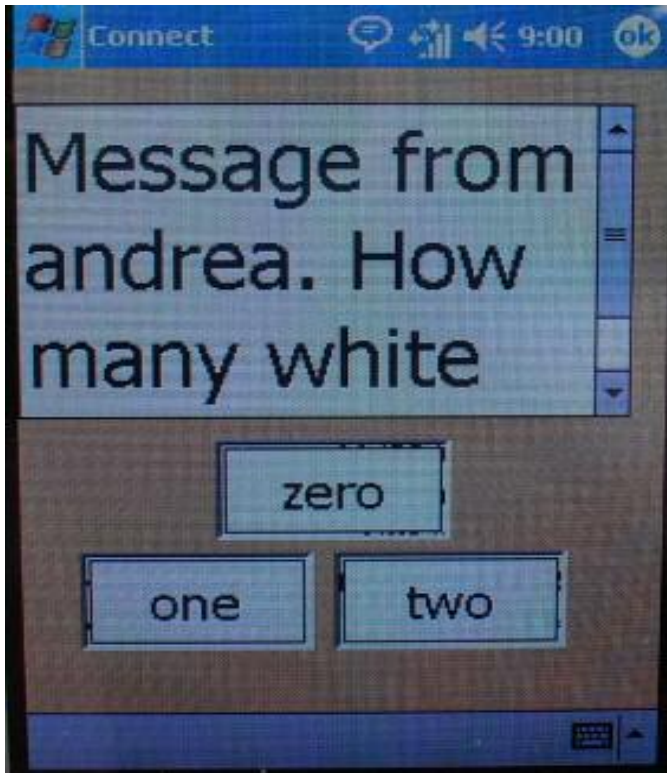 Connect 9:00 ok
Message from
andrea. How
many white
zero
one two